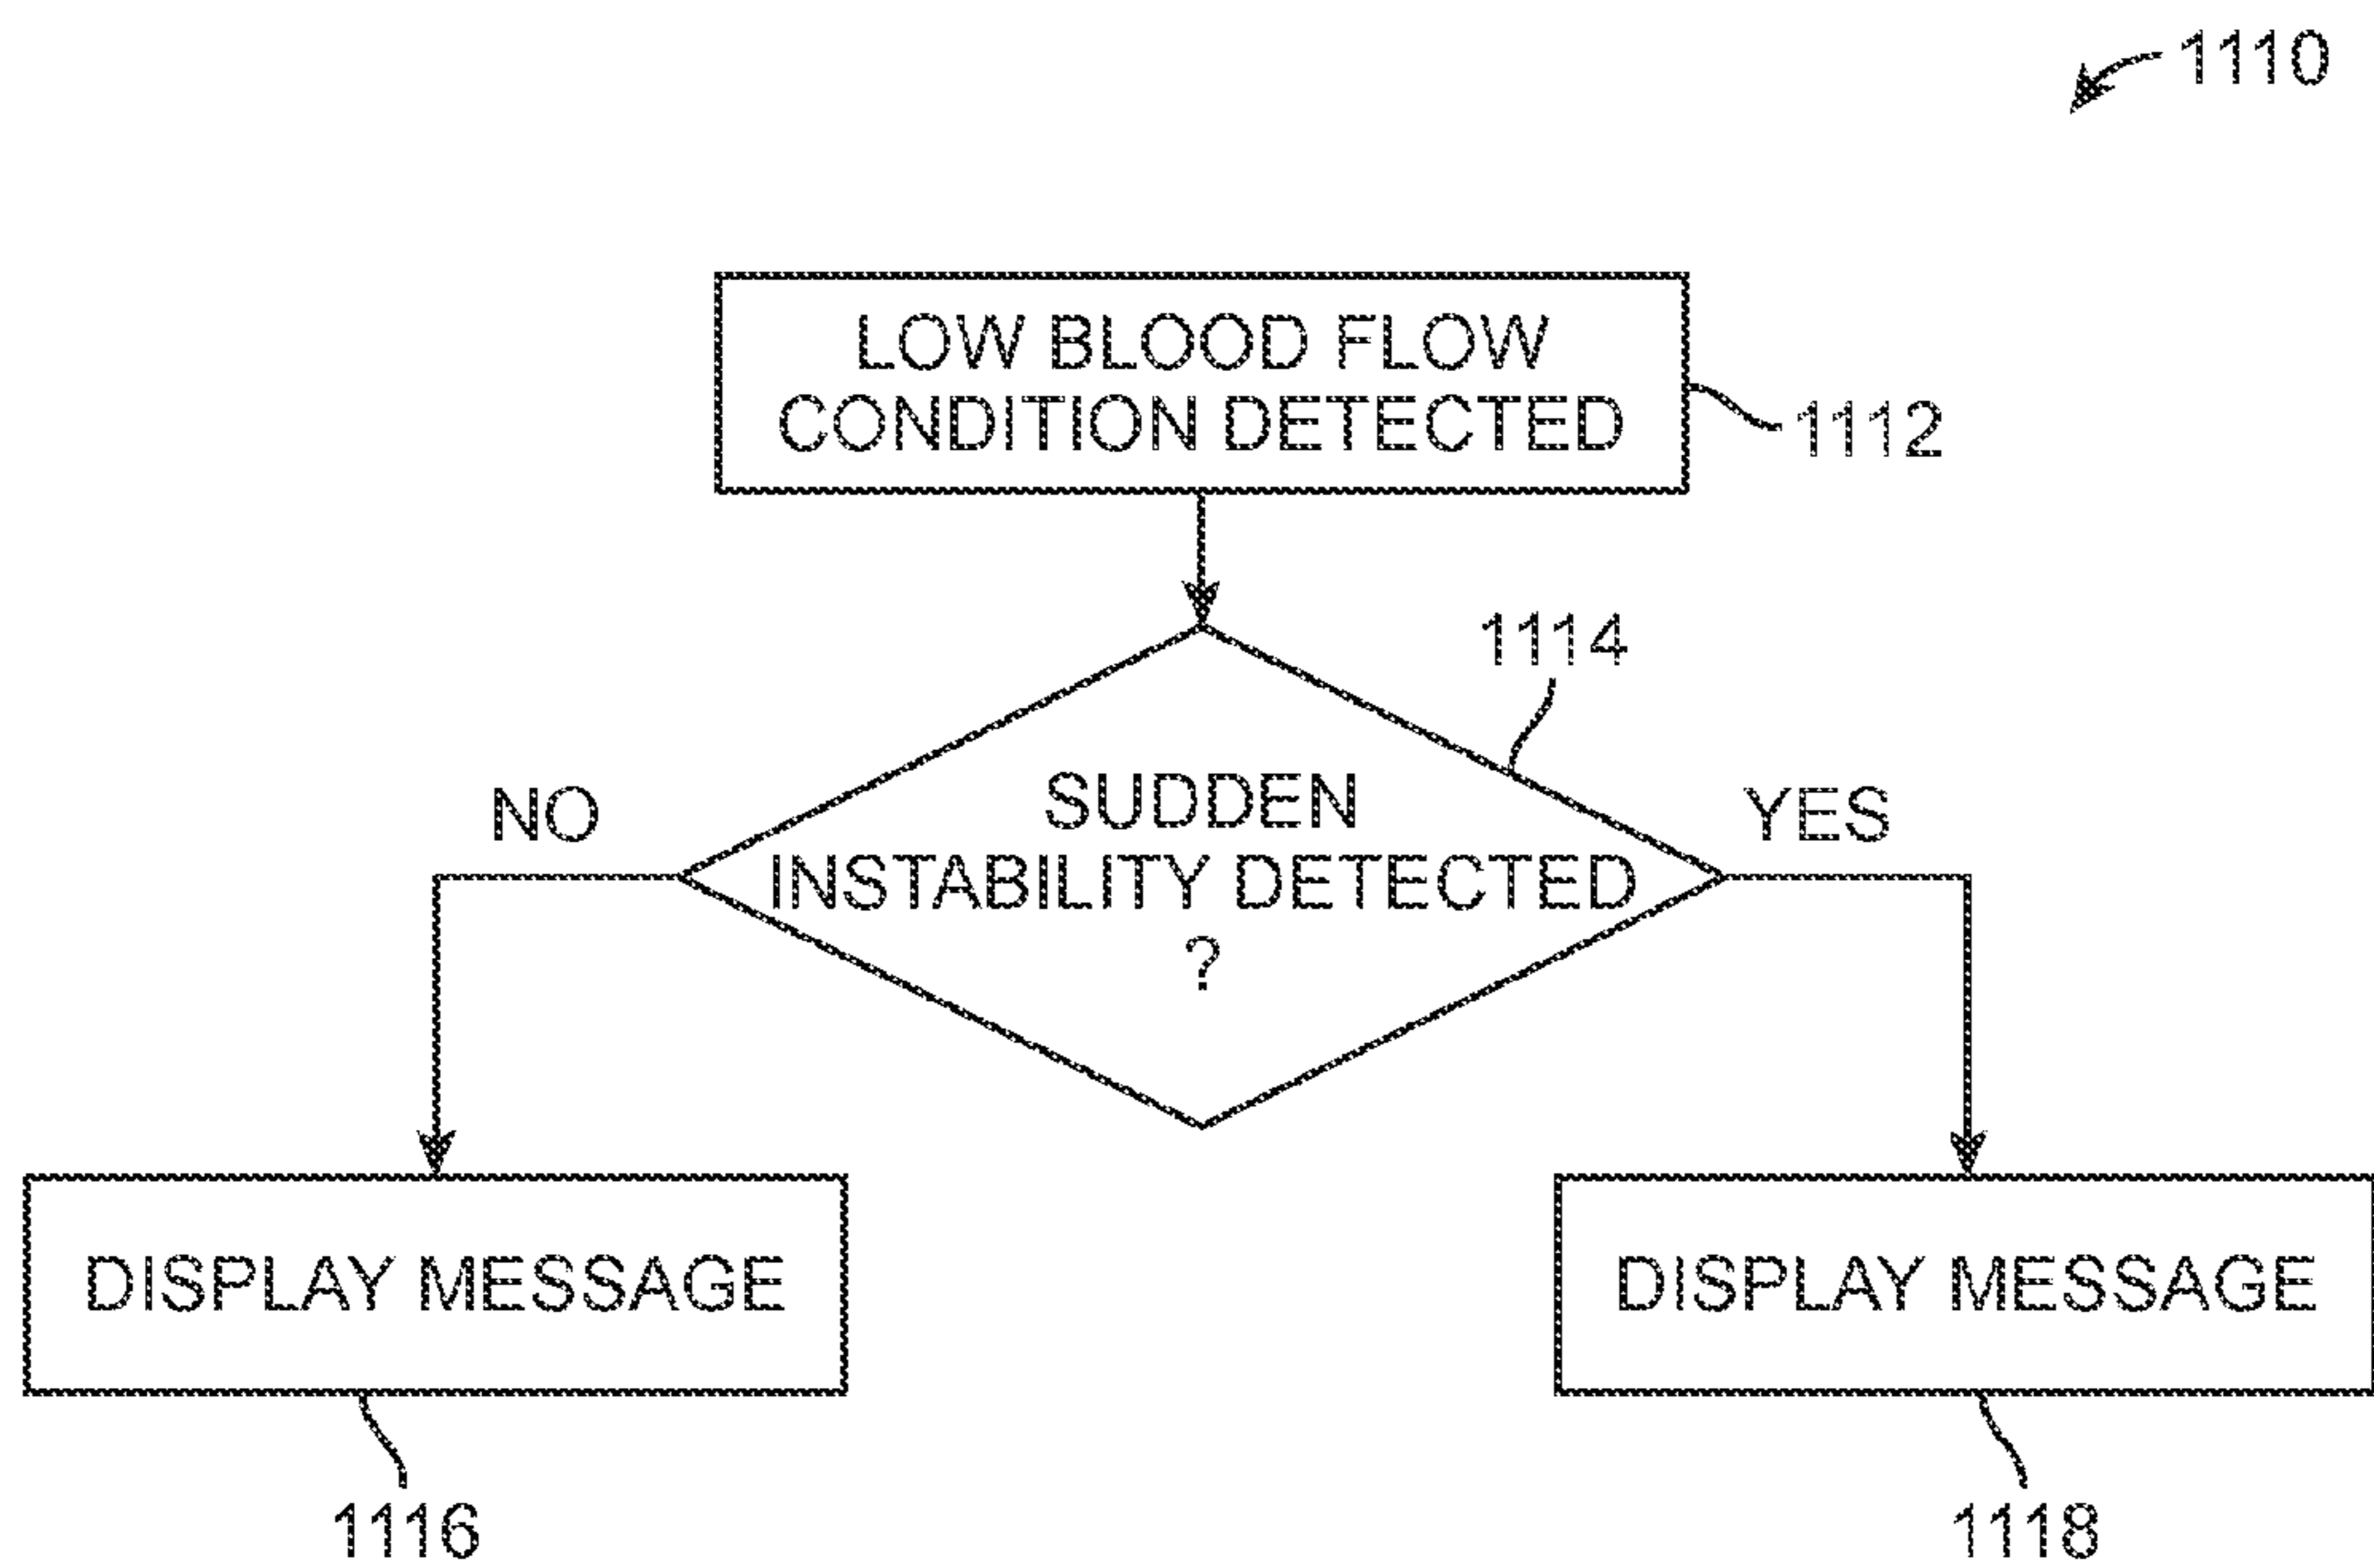 1110
LOW BLOOD FLOW
CONDITION DETECTED
1112
1114
SUDDEN
INSTABILITY DETECTED
?
NO
YES
DISPLAY MESSAGE
DISPLAY MESSAGE
1116
1118